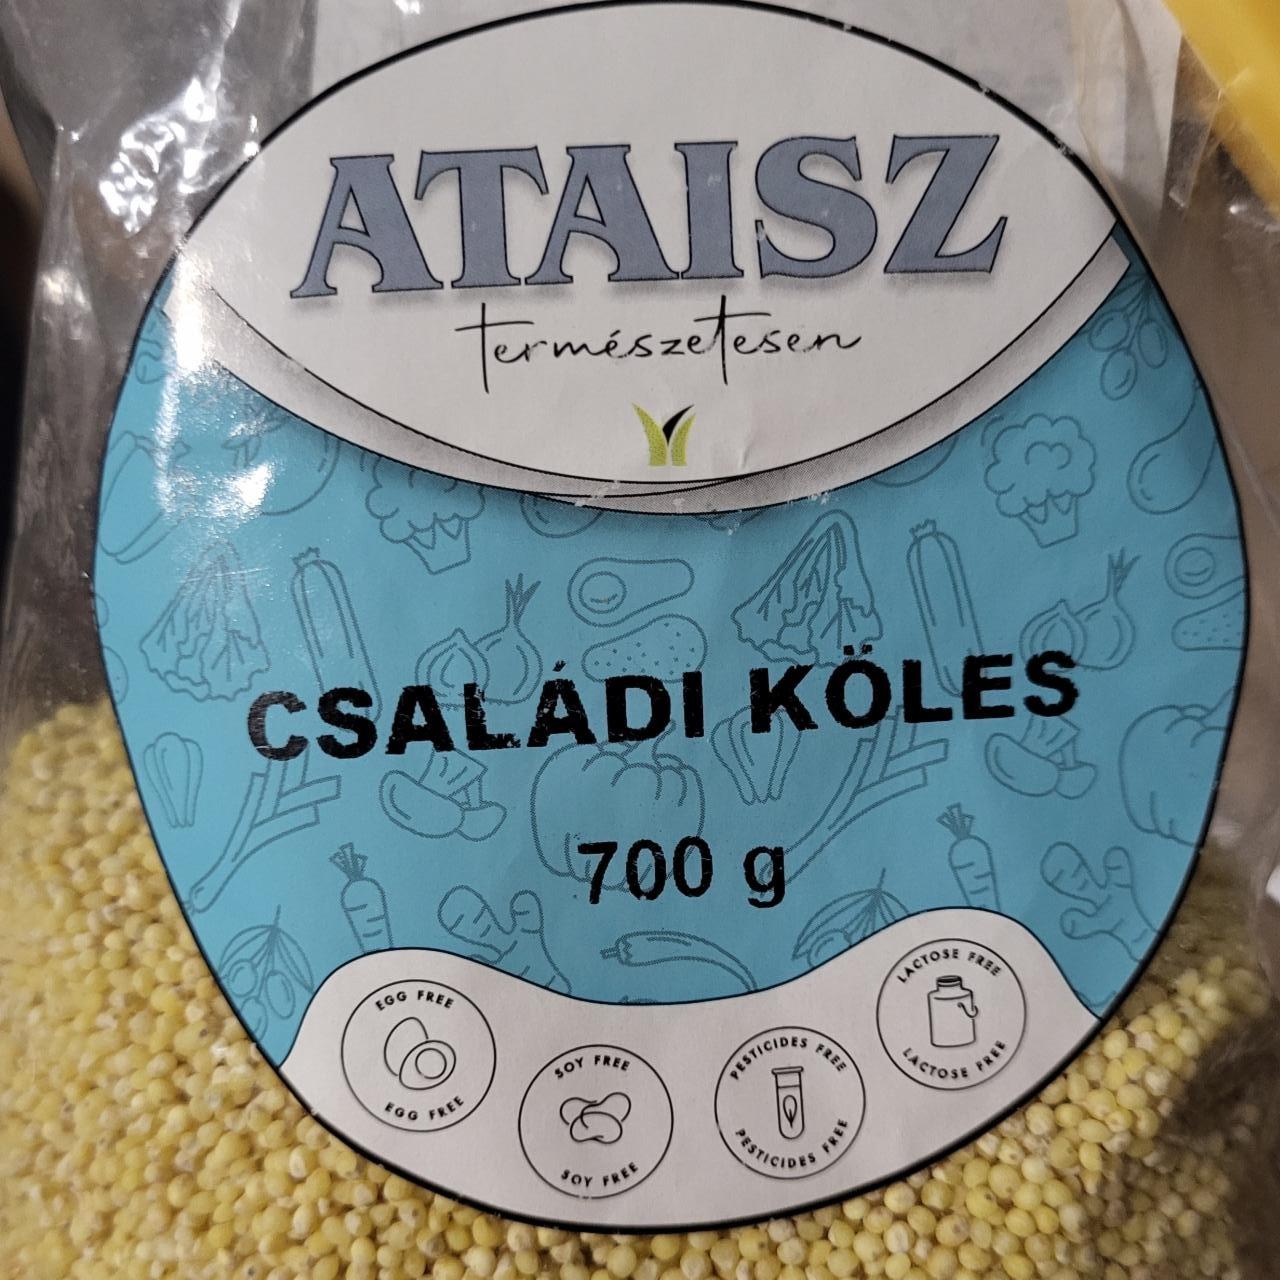 ATAISZ
természetesen
CSALÁDI KÖLES
700 g
EGG FREE
EGG FREE
SOY FREE
SOY FREE
PESTICIDES FREE
PESTICIDES FREE
LACTOSE FREE
LACTOSE FREE